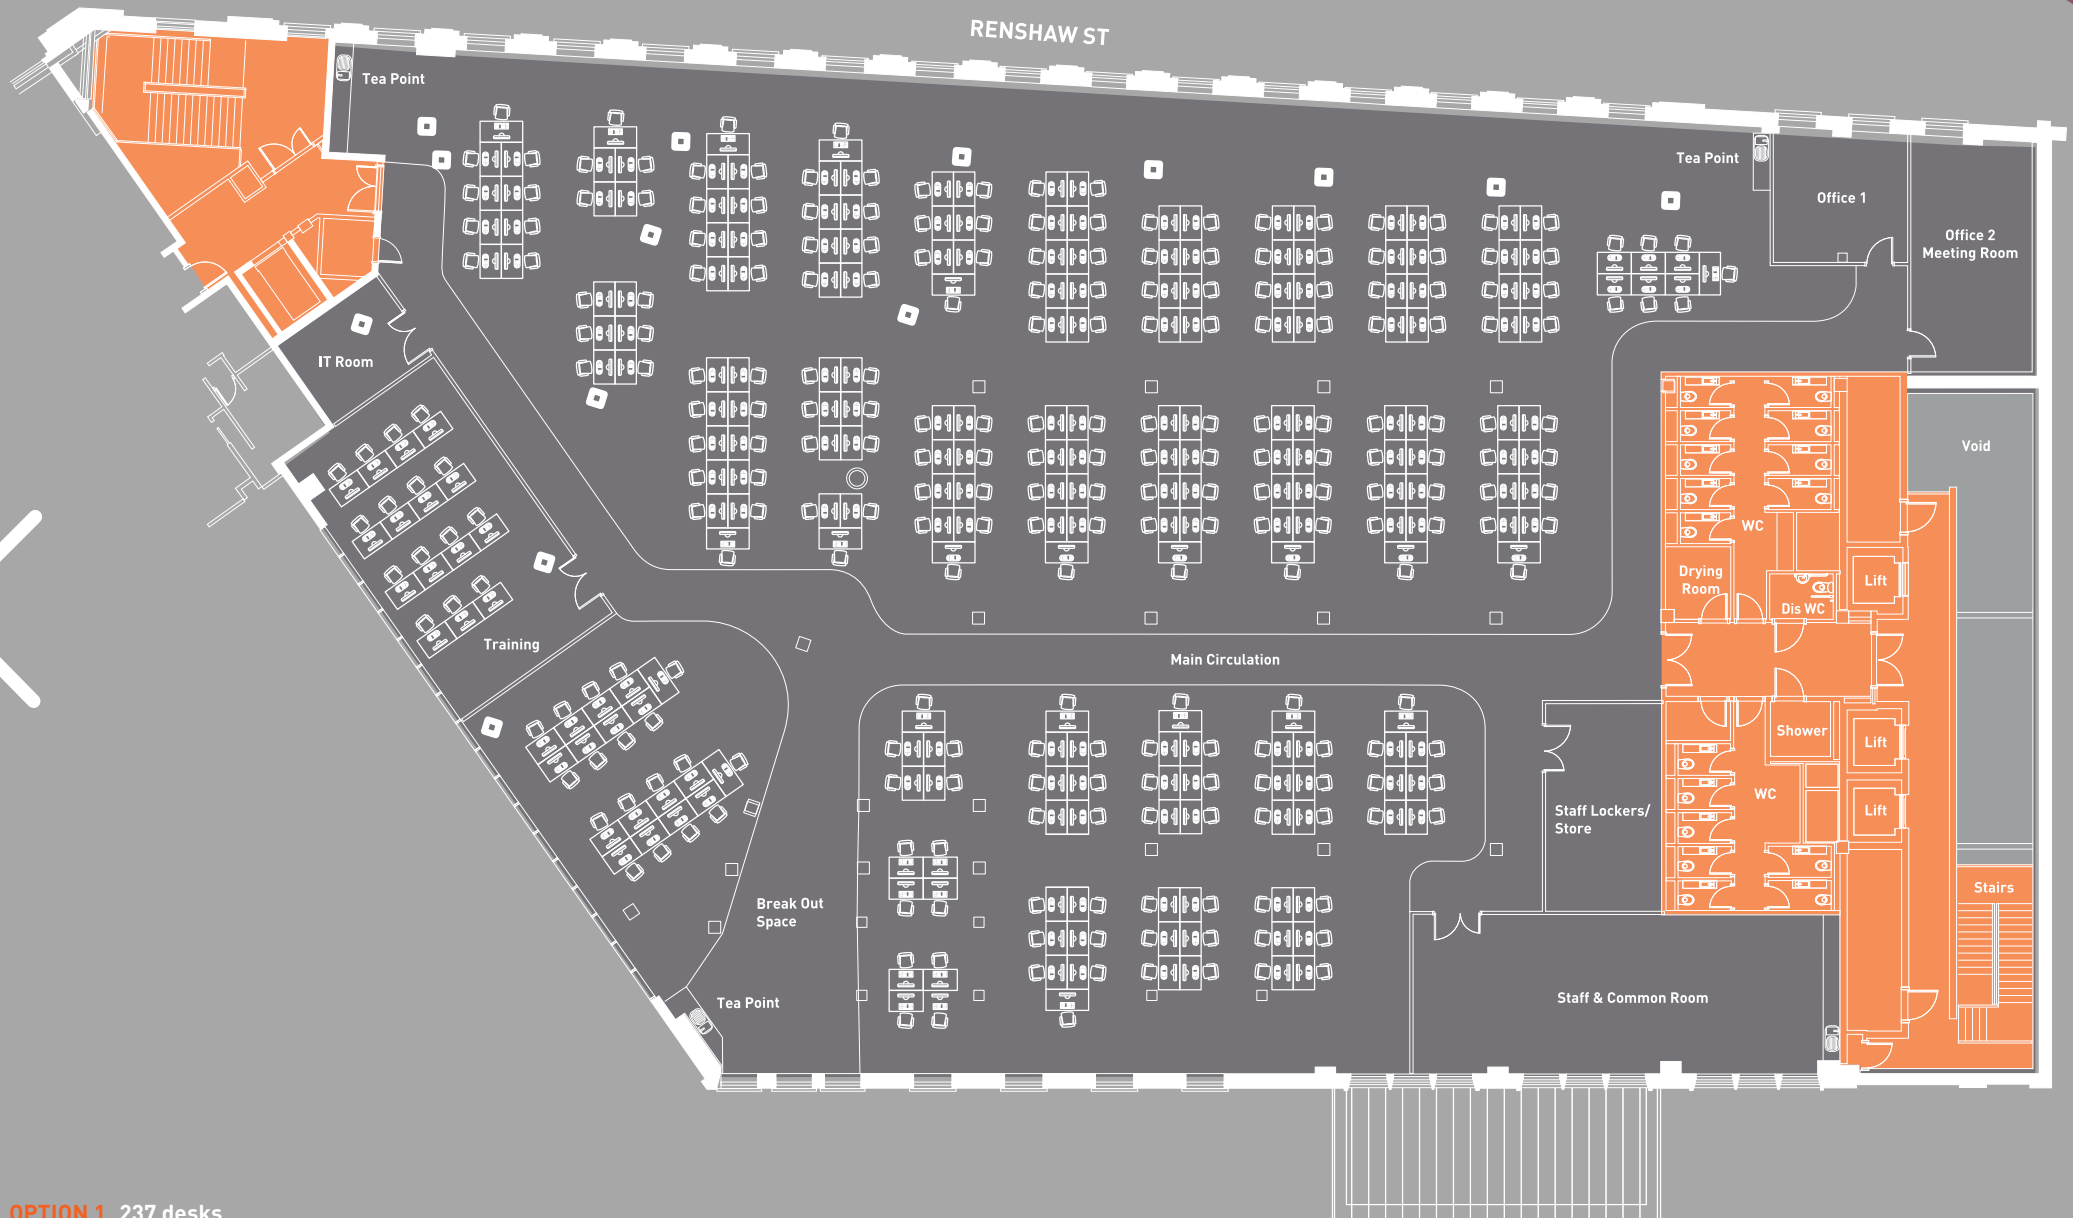 RENSHAW ST
Tea Point
Tea Point
Office 1
Office 2
Meeting Room
IT Room
Void
WC
Drying
Room
Lift
Dis WC
Training
Main Circulation
Shower
Lift
WC
Staff Lockers/
Store
Lift
Stairs
Break Out
Space
Tea Point
Staff & Common Room
OPTION 1 237 desks